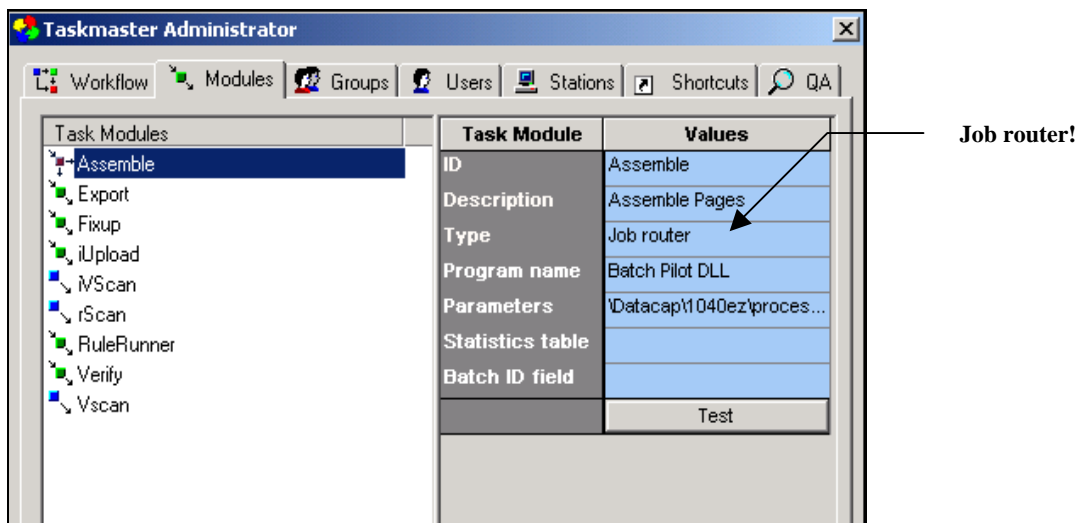 Taskmaster Administrator
Workflow Modules Groups Users Stations Shortcuts QA
Task Modules
Assemble
Export
Fixup
iUpload
iVScan
rScan
RuleRunner
Verify
Vscan
Task Module Values
ID Assemble
Description Assemble Pages
Type Job router
Program name Batch Pilot DLL
Parameters \Datacap\1040ez\proces...
Statistics table
Batch ID field
Test
Job router!